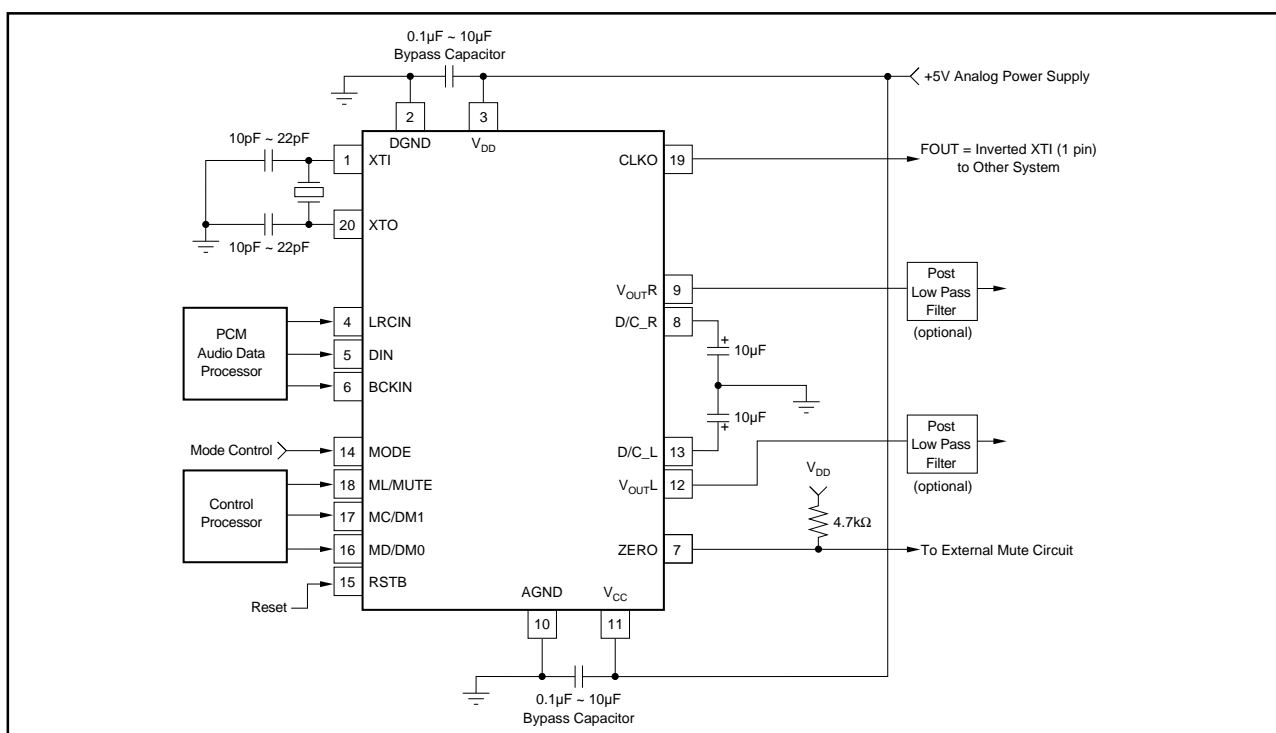 0.1µF ~ 10µF
Bypass Capacitor
+5V Analog Power Supply
2
3
DGND
VDD
10pF ~ 22pF
1
XTI
CLKO
19
FOUT = Inverted XTI (1 pin)
to Other System
20
XTO
10pF ~ 22pF
VOUTR
9
Post
Low Pass
Filter
(optional)
PCM
Audio Data
Processor
4
LRCIN
5
DIN
6
BCKIN
D/C_R
8
+
10µF
10µF
+
Mode Control
14
MODE
D/C_L
13
Post
Low Pass
Filter
(optional)
Control
Processor
18
ML/MUTE
17
MC/DM1
16
MD/DM0
VOUTL
12
VDD
4.7kΩ
ZERO
7
To External Mute Circuit
Reset
15
RSTB
AGND
VCC
10
11
0.1µF ~ 10µF
Bypass Capacitor